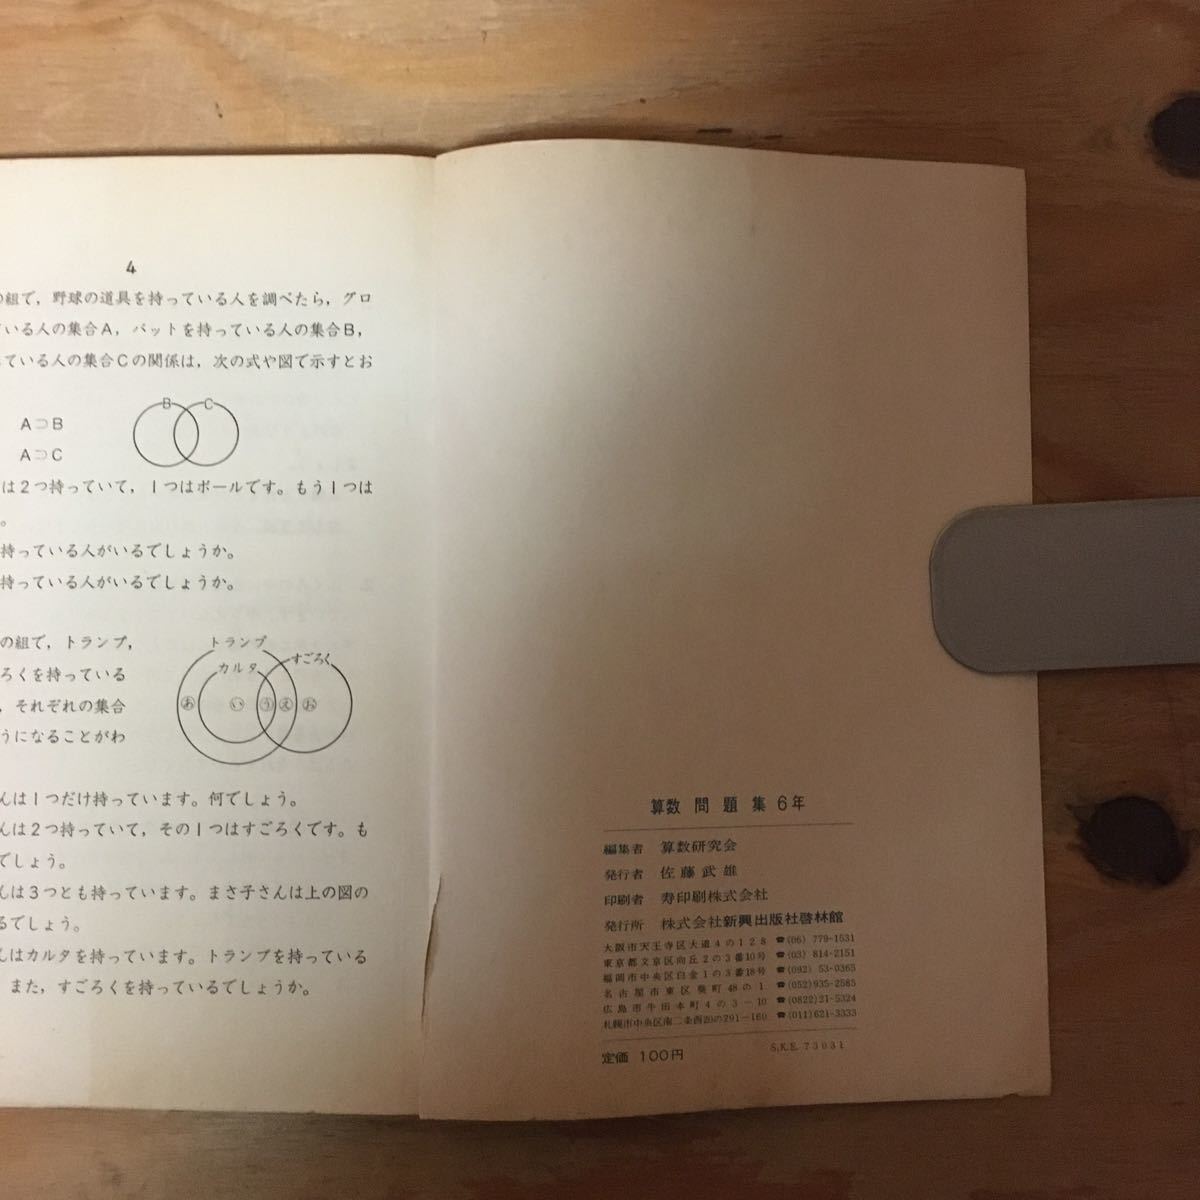 4
の組で，野球の道具を持っている人を調べたら，グロ
ている人の集合A，バットを持っている人の集合B，
している人の集合Cの関係は，次の式や図で示すとお
A⊃B
A⊃C
B C
は2つ持っていて，1つはボールです。もう1つは
。
持っている人がいるでしょうか。
持っている人がいるでしょうか。
の組で，トランプ，
ろくを持っている
，それぞれの集合
うになることがわ
トランプ
カルタ
すごろく
あ い う え お
んは1つだけ持っています。何でしょう。
んは2つ持っていて，その1つはすごろくです。も
でしょう。
んは3つとも持っています。まさ子さんは上の図の
るでしょう。
んはカルタを持っています。トランプを持っている
また，すごろくを持っているでしょうか。
算数 問題集 6年
編集者 算数研究会
発行者 佐藤武雄
印刷者 寿印刷株式会社
発行所 株式会社新興出版社啓林館
大阪市天王寺区大道4の128 ☎(06) 779-1531
東京都文京区向丘2の3番10号 ☎(03) 814-2151
福岡市中央区白金1の3番18号 ☎(092) 53-0365
名古屋市東区葵町48の1 ☎(052)935-2585
広島市牛田本町4の3－10 ☎(0822)21-5324
札幌市中央区南二条西20の291－160 ☎(011)621-3333
定価 100円
S.K.E. 73031